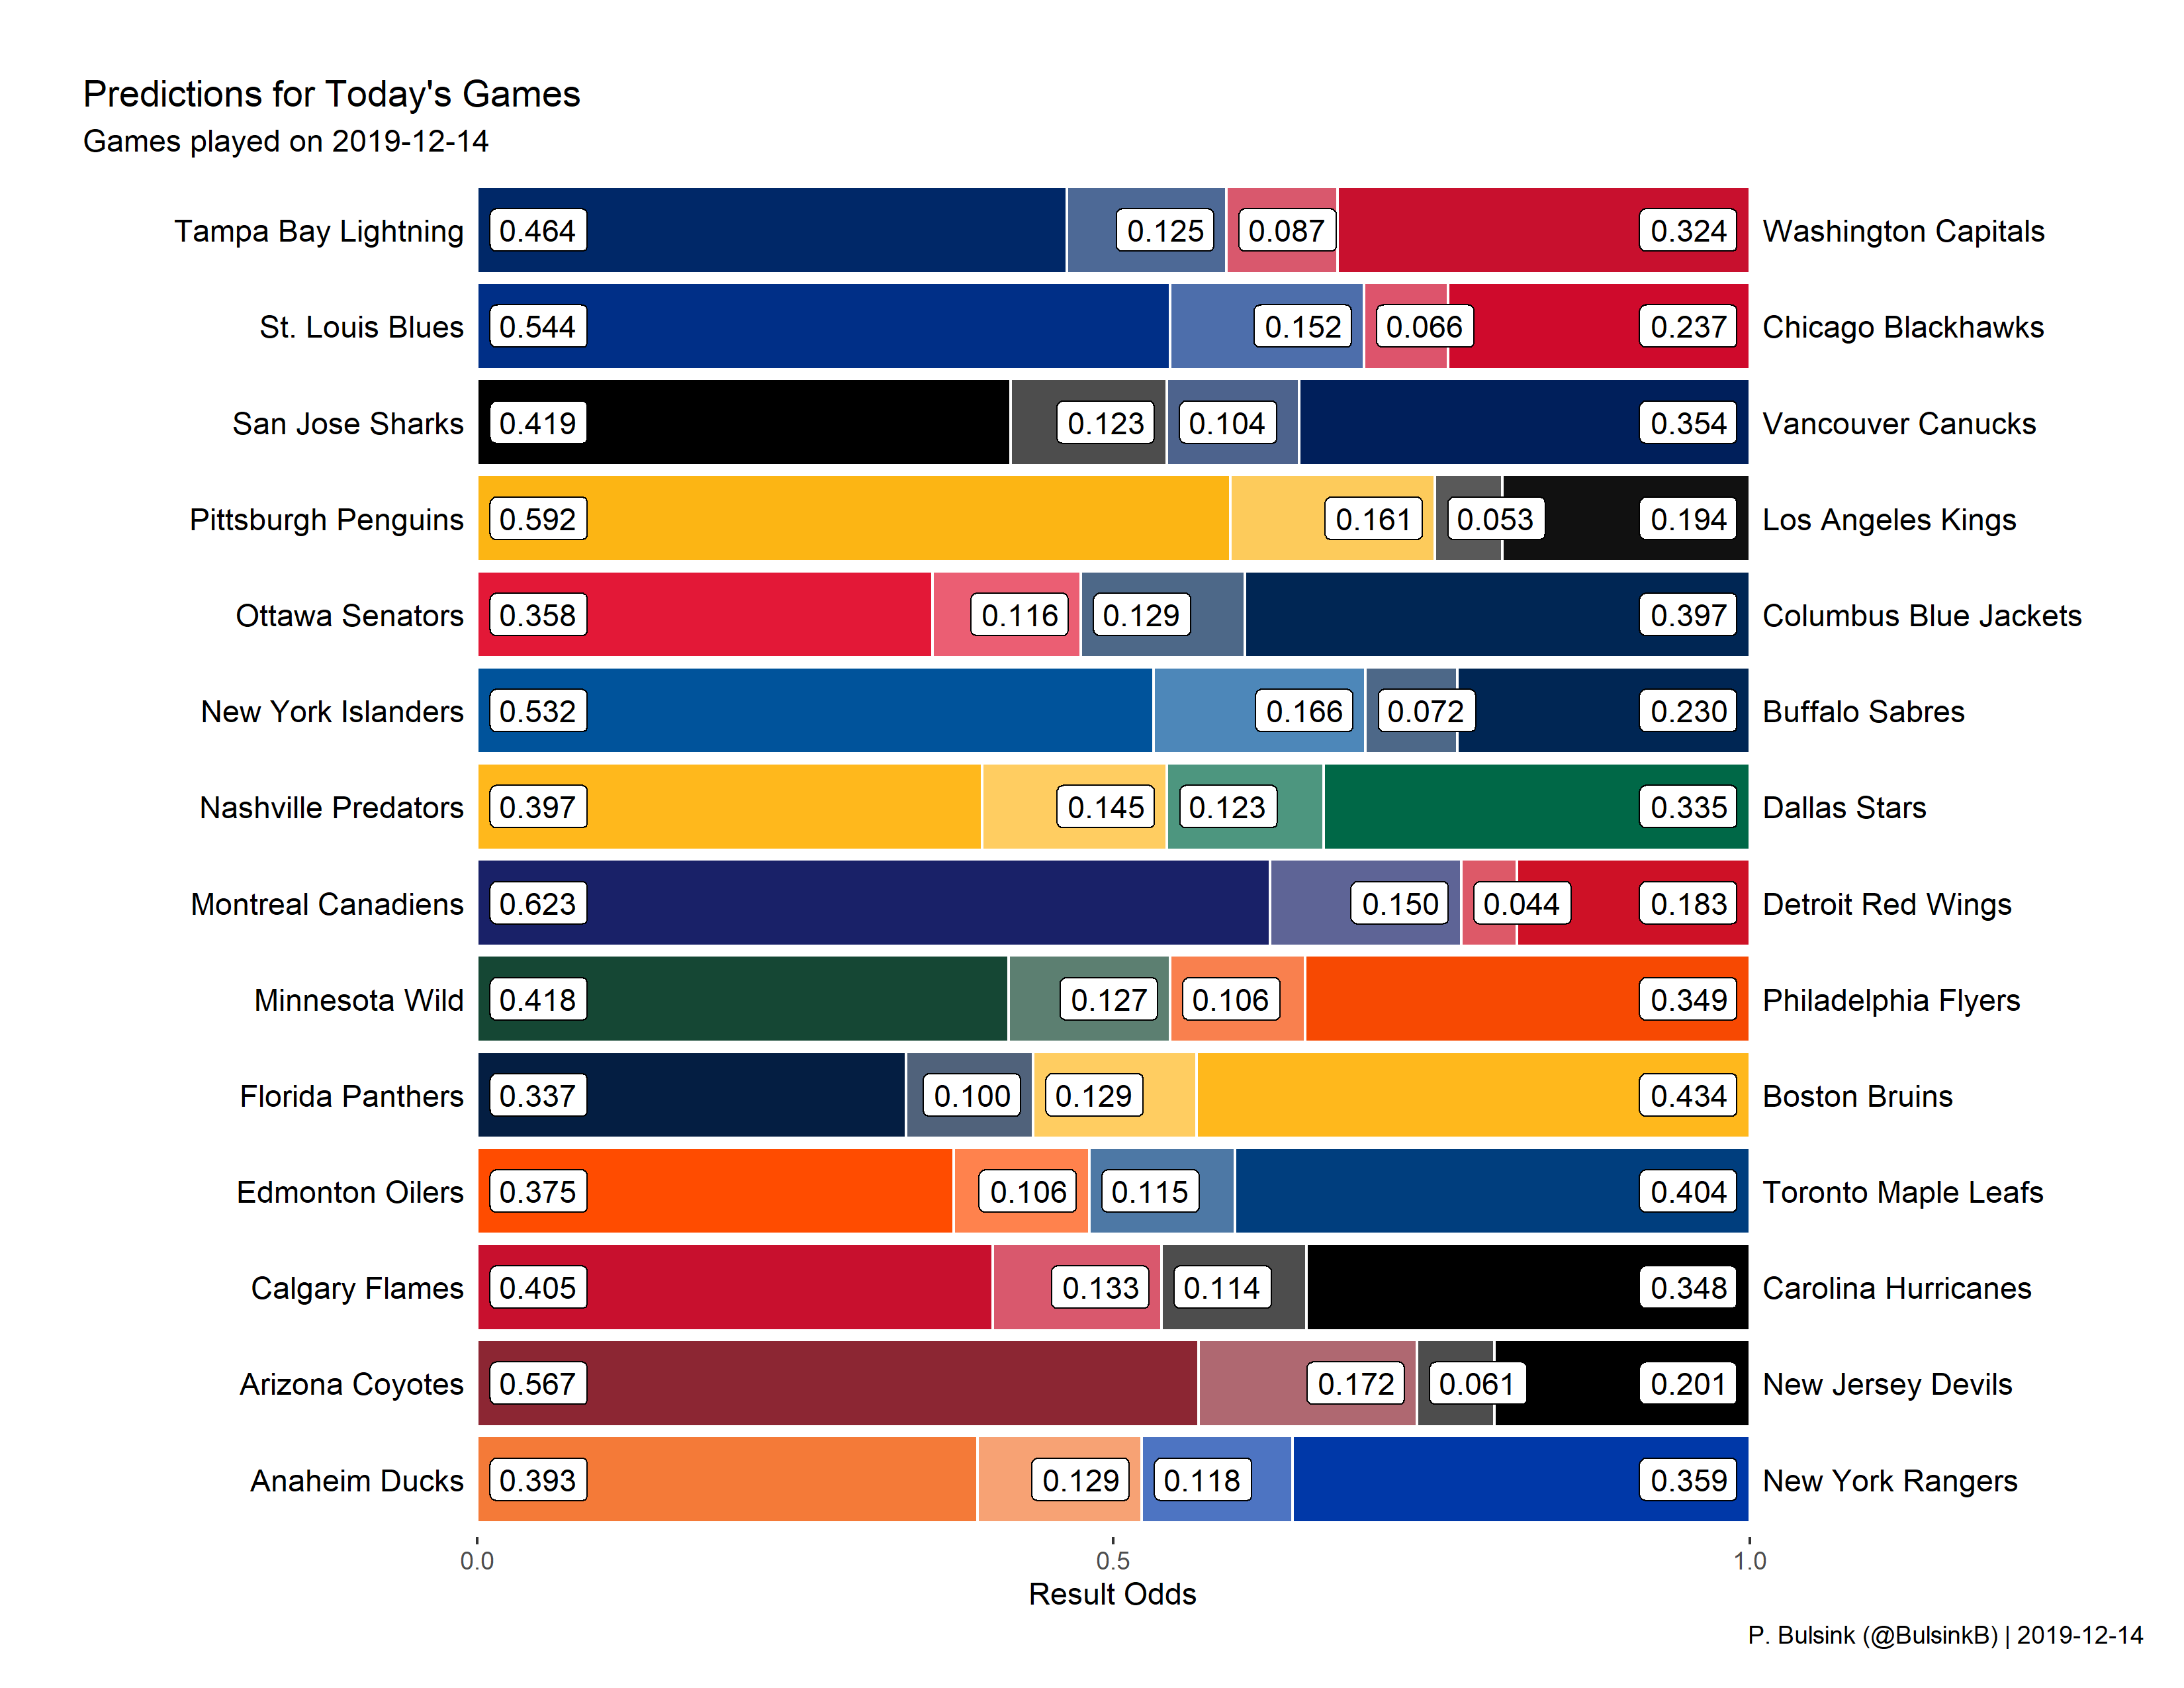 Predictions for Today's Games
Games played on 2019-12-14
Tampa Bay Lightning 0.464 0.125 0.087 0.324 Washington Capitals
St. Louis Blues 0.544 0.152 0.066 0.237 Chicago Blackhawks
San Jose Sharks 0.419 0.123 0.104 0.354 Vancouver Canucks
Pittsburgh Penguins 0.592 0.161 0.053 0.194 Los Angeles Kings
Ottawa Senators 0.358 0.116 0.129 0.397 Columbus Blue Jackets
New York Islanders 0.532 0.166 0.072 0.230 Buffalo Sabres
Nashville Predators 0.397 0.145 0.123 0.335 Dallas Stars
Montreal Canadiens 0.623 0.150 0.044 0.183 Detroit Red Wings
Minnesota Wild 0.418 0.127 0.106 0.349 Philadelphia Flyers
Florida Panthers 0.337 0.100 0.129 0.434 Boston Bruins
Edmonton Oilers 0.375 0.106 0.115 0.404 Toronto Maple Leafs
Calgary Flames 0.405 0.133 0.114 0.348 Carolina Hurricanes
Arizona Coyotes 0.567 0.172 0.061 0.201 New Jersey Devils
Anaheim Ducks 0.393 0.129 0.118 0.359 New York Rangers
0.0 0.5 1.0
Result Odds
P. Bulsink (@BulsinkB) | 2019-12-14